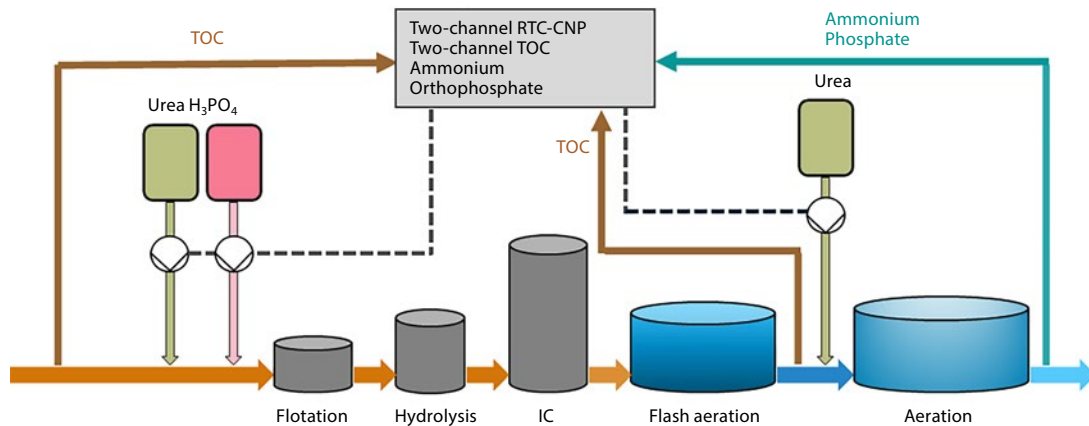 TOC
Two-channel RTC-CNP
Two-channel TOC
Ammonium
Orthophosphate
Ammonium
Phosphate
Urea H₃PO₄
Urea
TOC
Flotation
Hydrolysis
IC
Flash aeration
Aeration